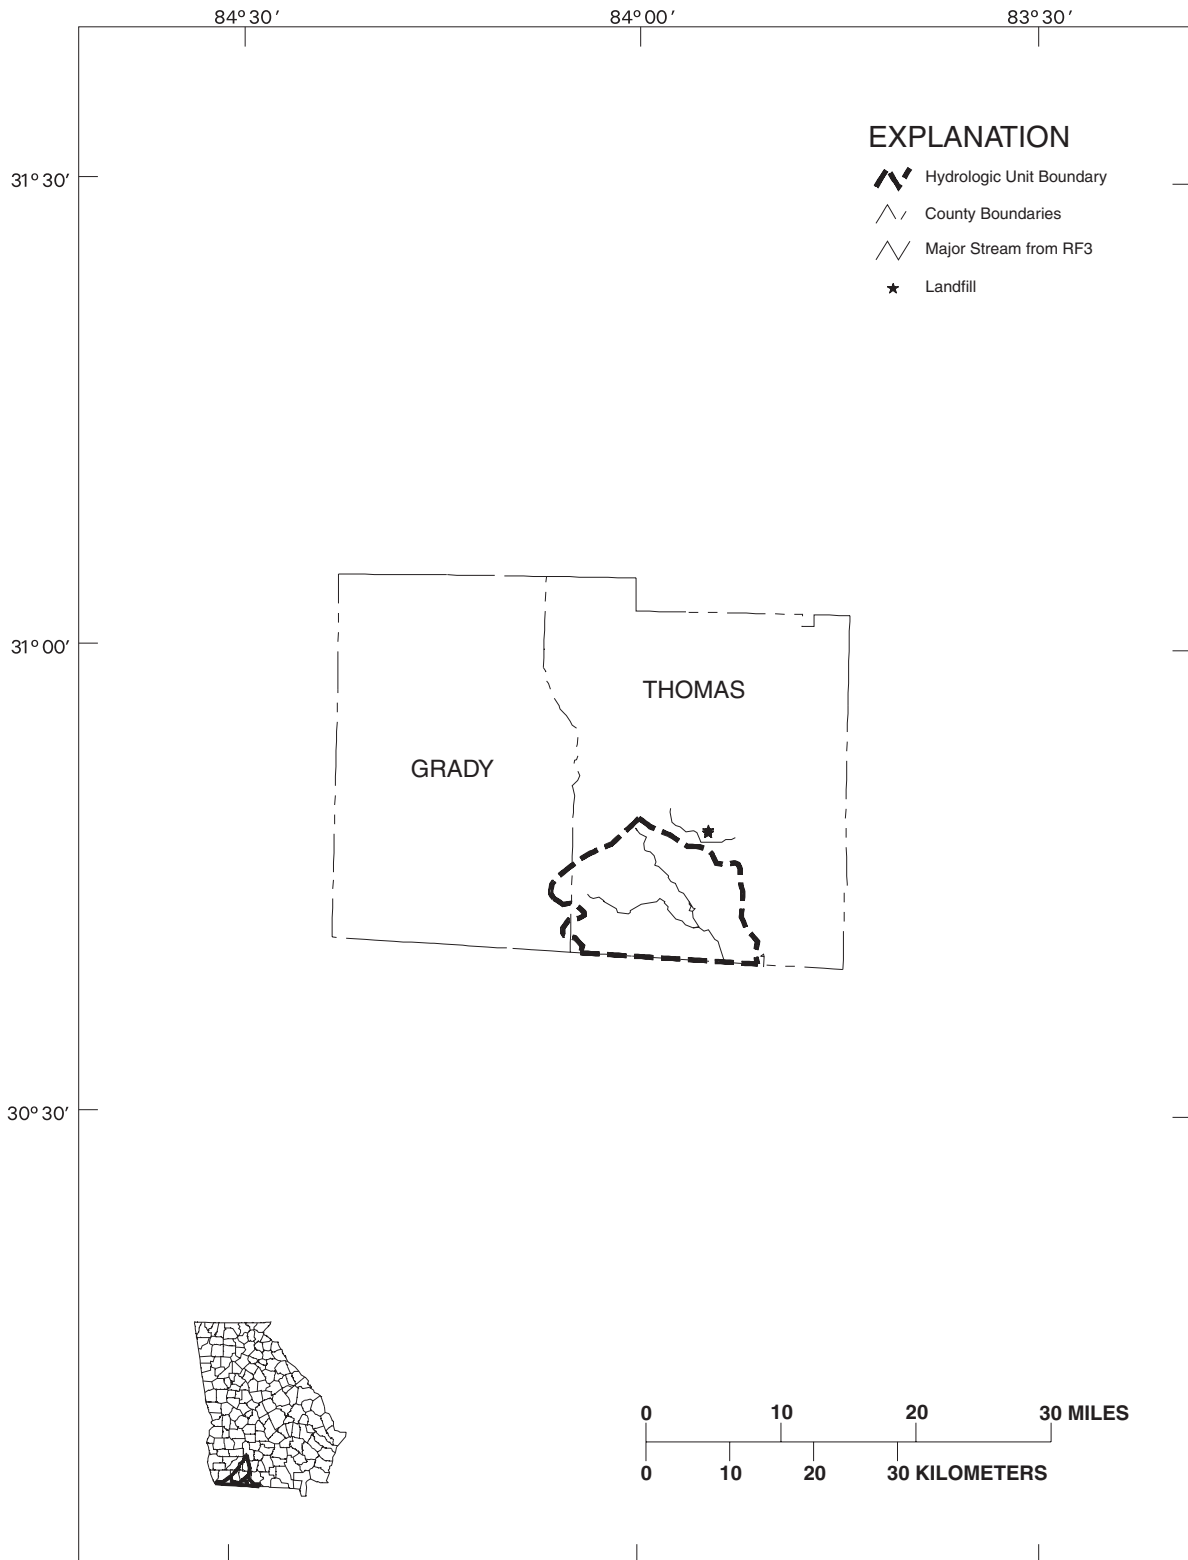 84° 30′ 84° 00′ 83° 30′
EXPLANATION
31° 30′
Hydrologic Unit Boundary
County Boundaries
Major Stream from RF3
Landfill
31° 00′
THOMAS
GRADY
30° 30′
0 10 20 30 MILES
0 10 20 30 KILOMETERS